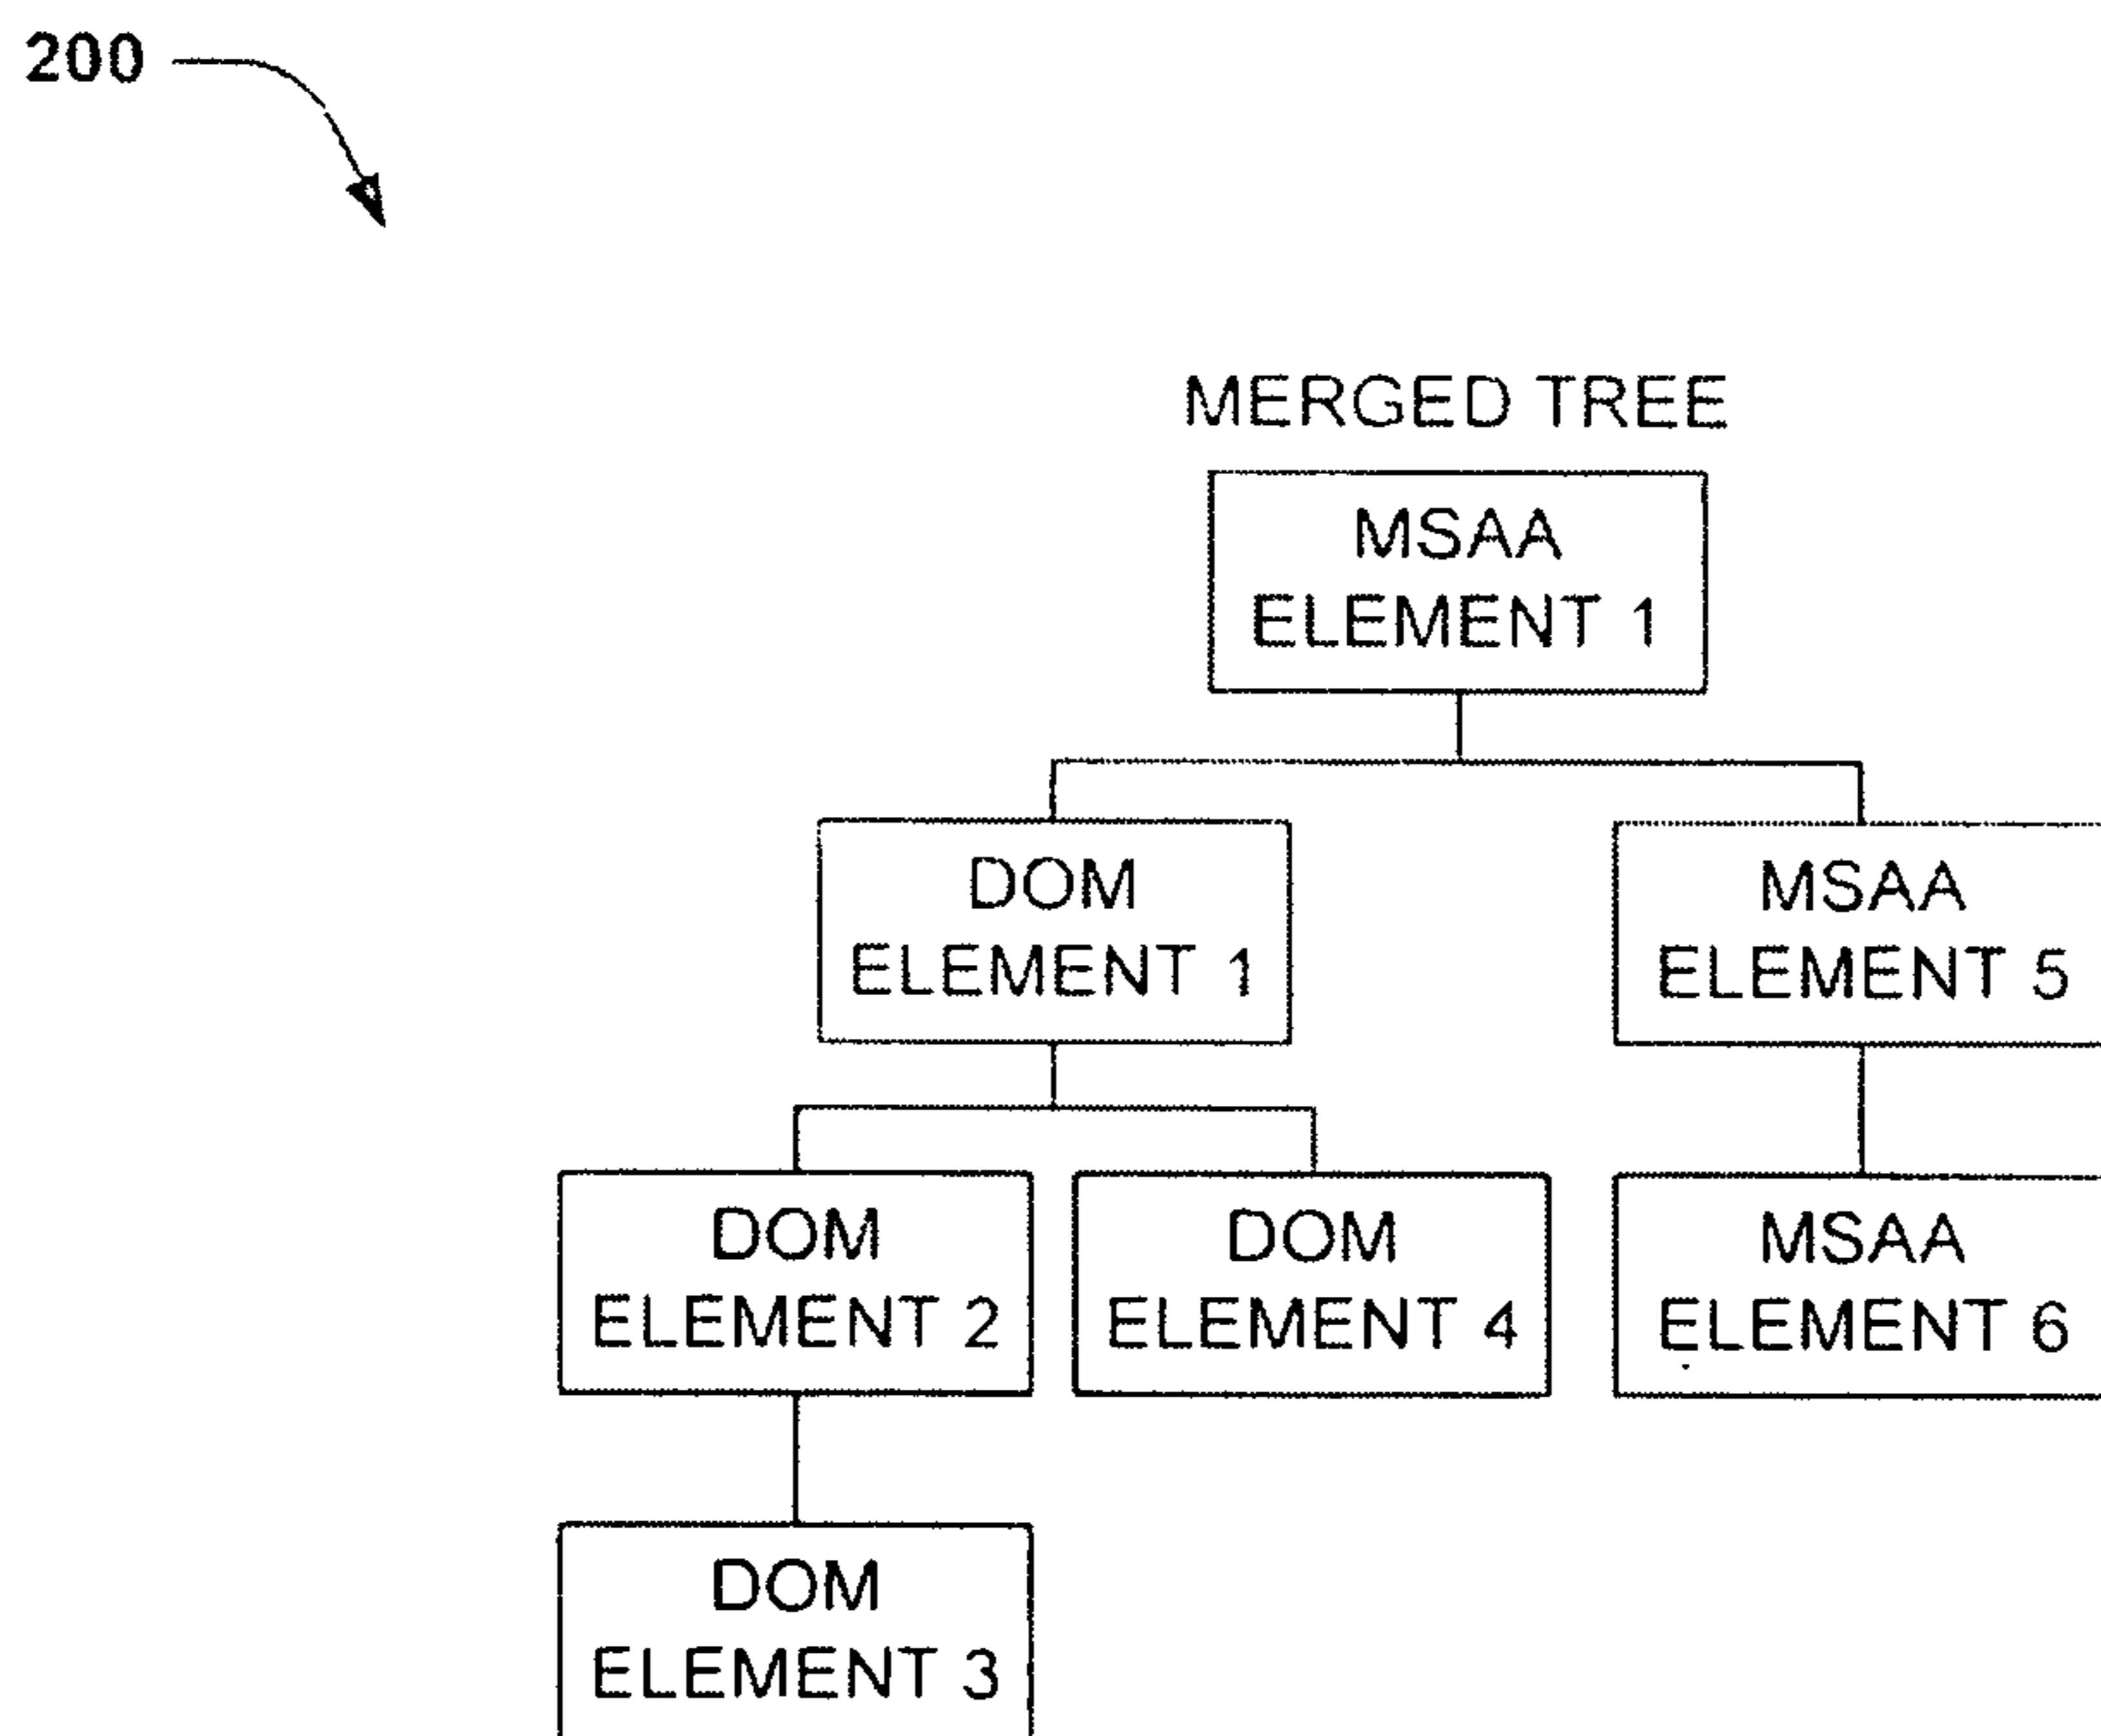 200
MERGED TREE
MSAA
ELEMENT 1
DOM
ELEMENT 1
MSAA
ELEMENT 5
DOM
ELEMENT 2
DOM
ELEMENT 4
MSAA
ELEMENT 6
DOM
ELEMENT 3